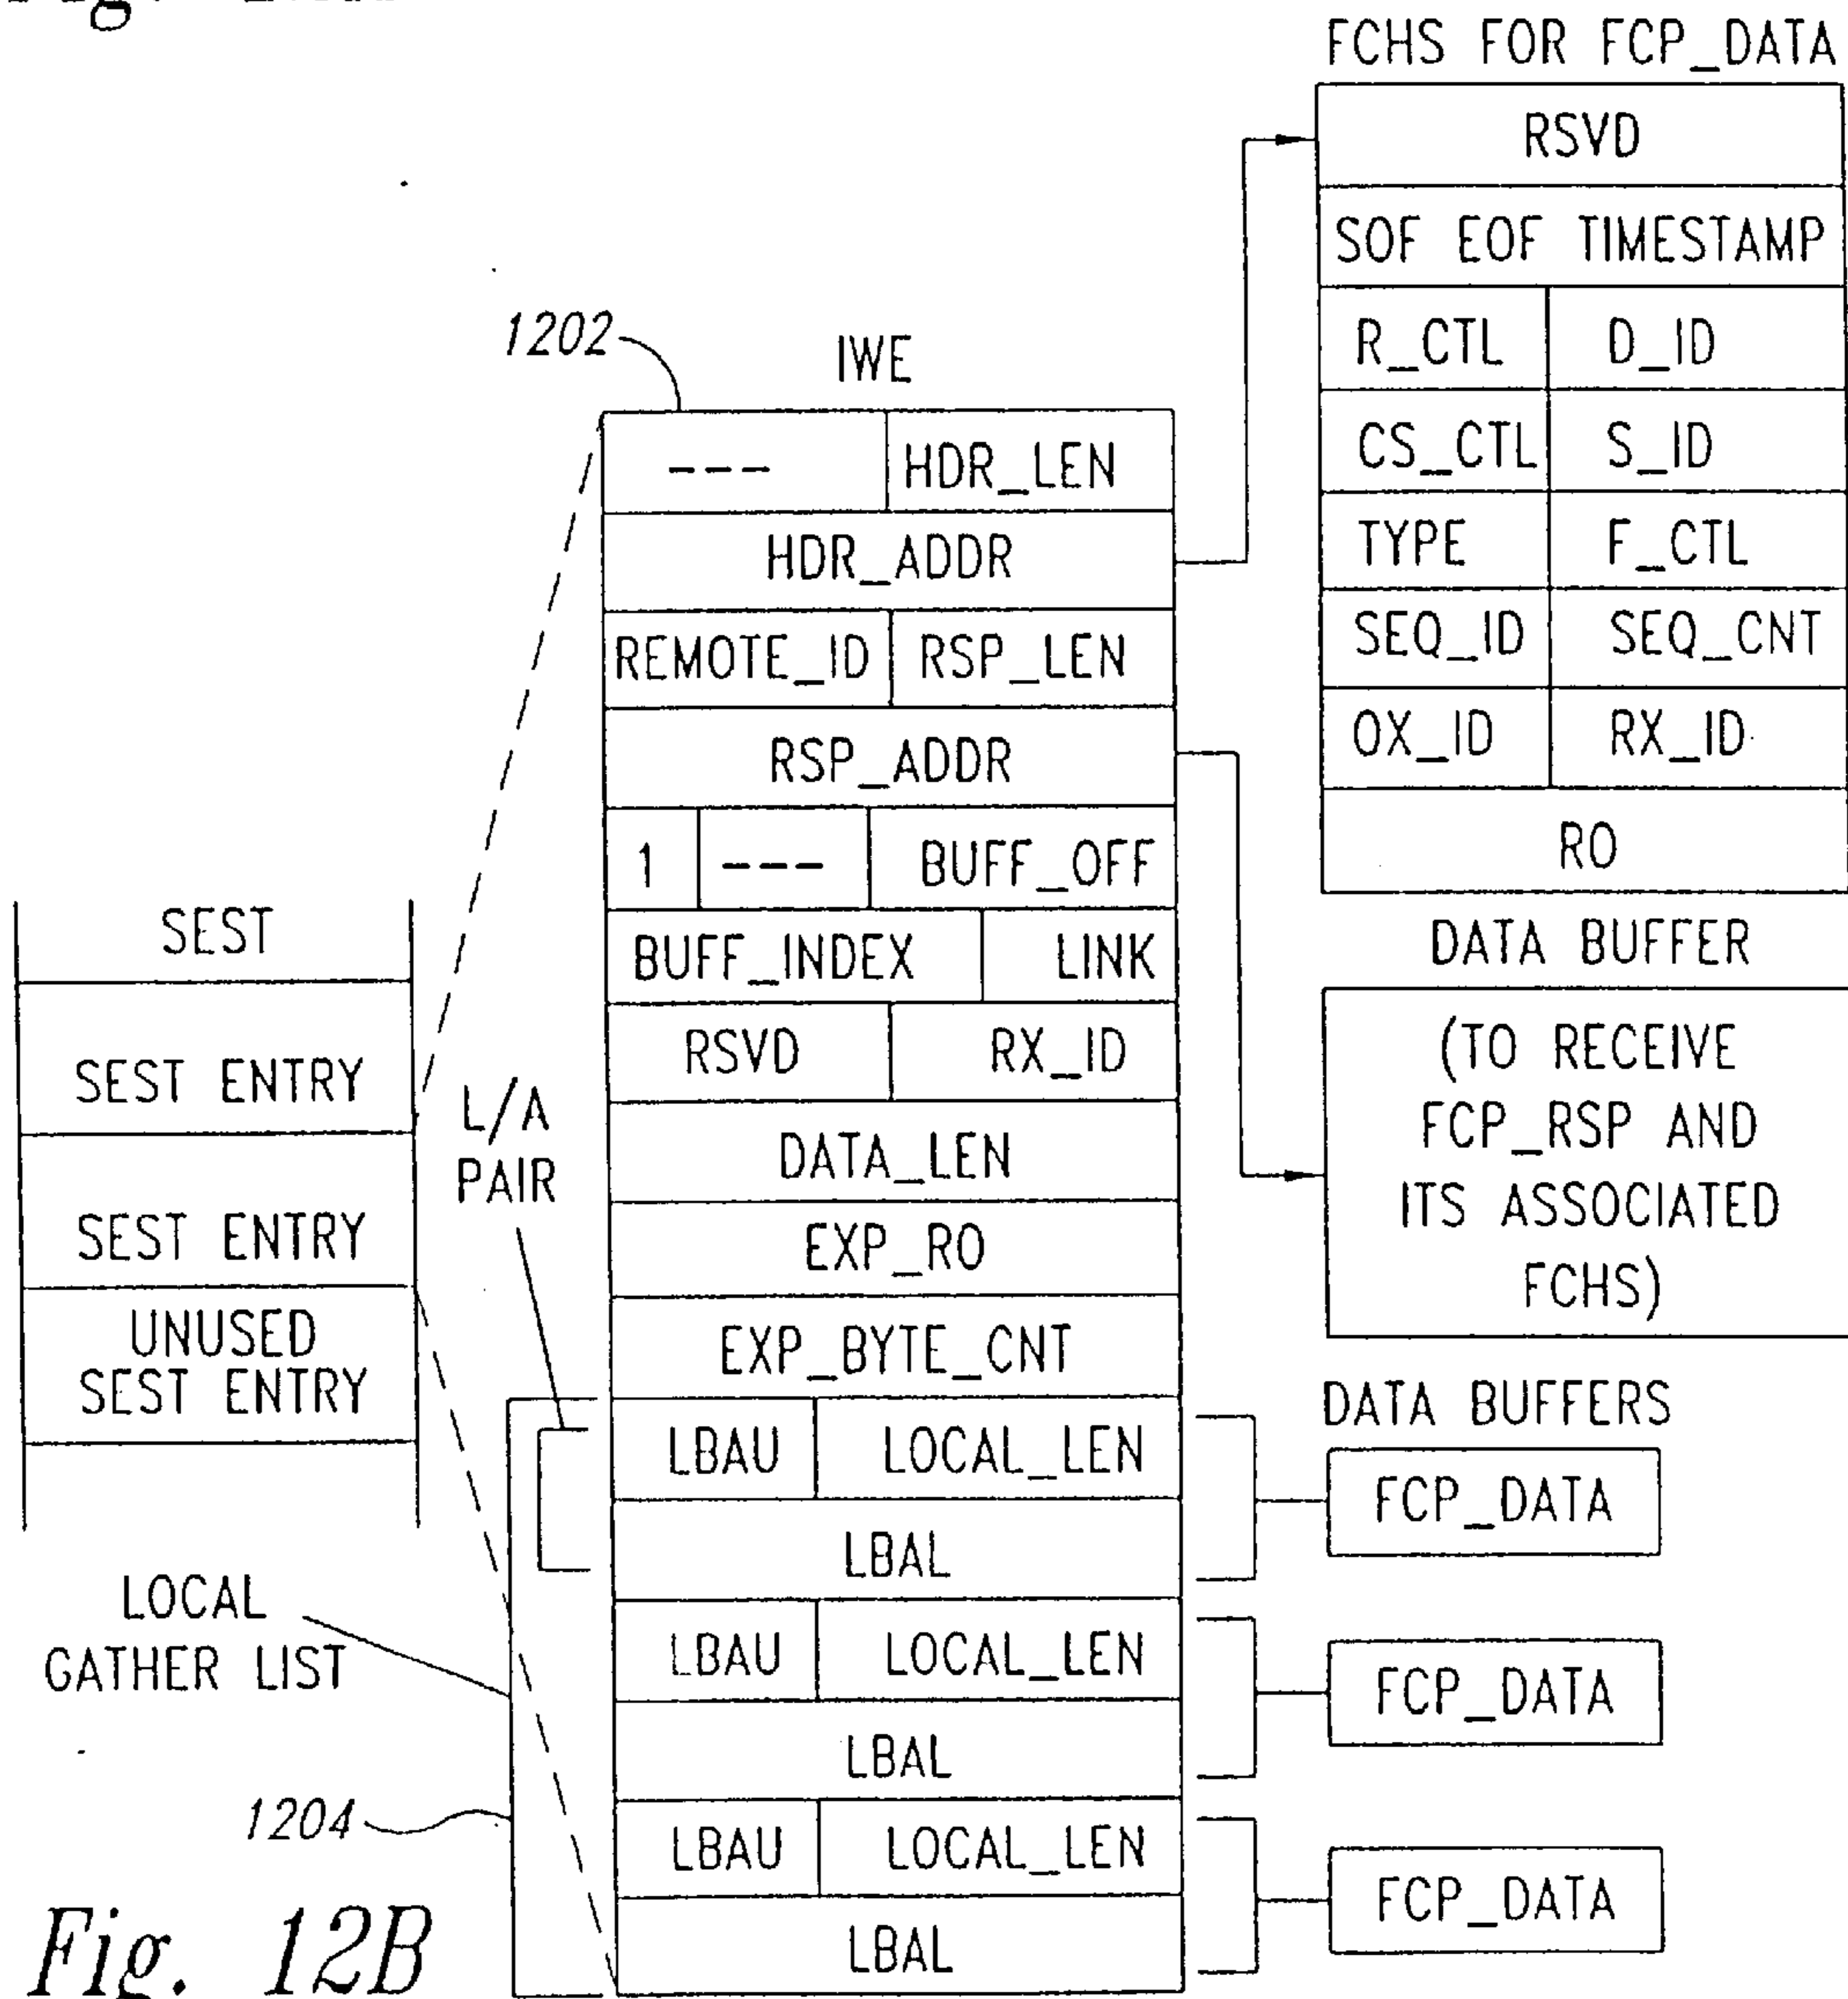 FCHS FOR FCP_DATA
RSVD
SOF EOF TIMESTAMP
R_CTL D_ID
CS_CTL S_ID
TYPE F_CTL
SEQ_ID SEQ_CNT
OX_ID RX_ID
RO
1202
IWE
--- HDR_LEN
HDR_ADDR
REMOTE_ID RSP_LEN
RSP_ADDR
1 --- BUFF_OFF
BUFF_INDEX LINK
RSVD RX_ID
DATA_LEN
EXP_RO
EXP_BYTE_CNT
LBAU LOCAL_LEN
LBAL
LBAU LOCAL_LEN
LBAL
LBAU LOCAL_LEN
LBAL
SEST
SEST ENTRY
SEST ENTRY
UNUSED
SEST ENTRY
L/A
PAIR
LOCAL
GATHER LIST
1204
DATA BUFFER
(TO RECEIVE
FCP_RSP AND
ITS ASSOCIATED
FCHS)
DATA BUFFERS
FCP_DATA
FCP_DATA
FCP_DATA
Fig. 12B